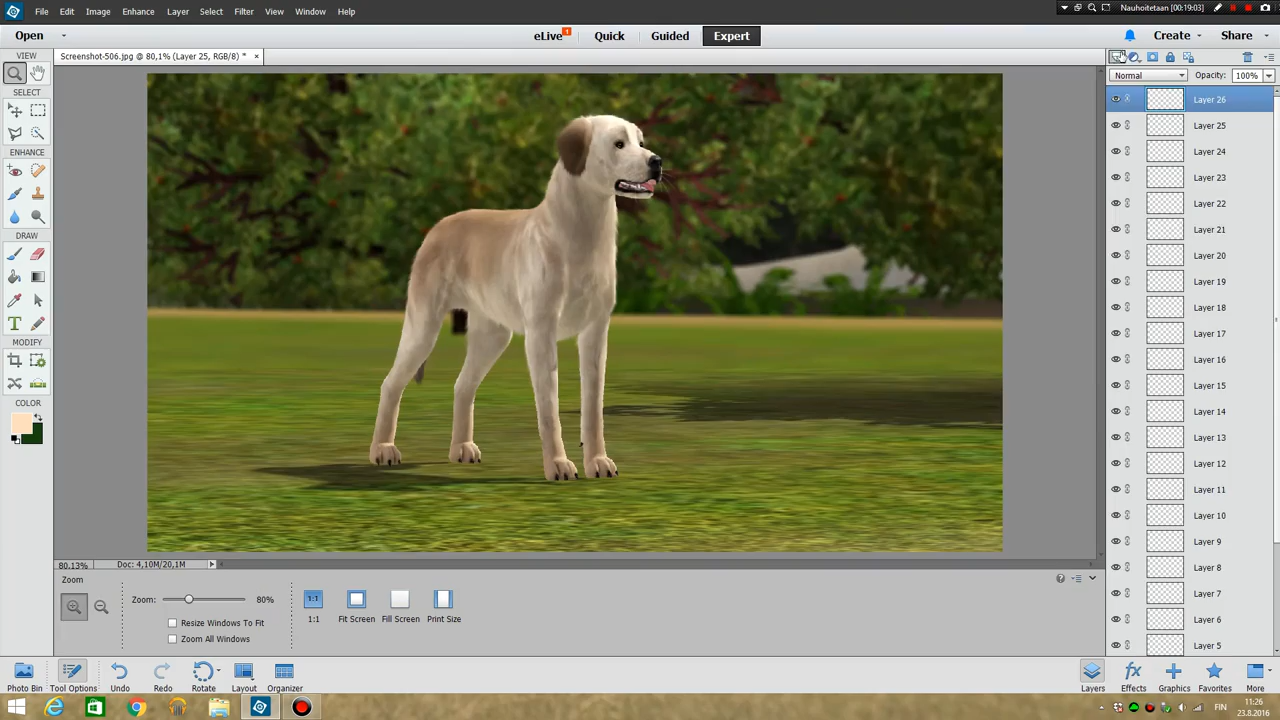 File Edit Image Enhance Layer Select Filter View Window Help
Nauhoitetaan [00:19:03]
Open
eLive 1 Quick Guided Expert
Create Share
VIEW
Screenshot-506.jpg @ 80,1% (Layer 25, RGB/8) *
SELECT
ENHANCE
DRAW
MODIFY
COLOR
Normal Opacity: 100%
Layer 26
Layer 25
Layer 24
Layer 23
Layer 22
Layer 21
Layer 20
Layer 19
Layer 18
Layer 17
Layer 16
Layer 15
Layer 14
Layer 13
Layer 12
Layer 11
Layer 10
Layer 9
Layer 8
Layer 7
Layer 6
Layer 5
80.13% Doc: 4,10M/20,1M
Zoom
Zoom: 80%
Resize Windows To Fit
Zoom All Windows
1:1
1:1 Fit Screen Fill Screen Print Size
Photo Bin Tool Options Undo Redo Rotate Layout Organizer
Layers Effects Graphics Favorites More
FIN
11:26
23.8.2016